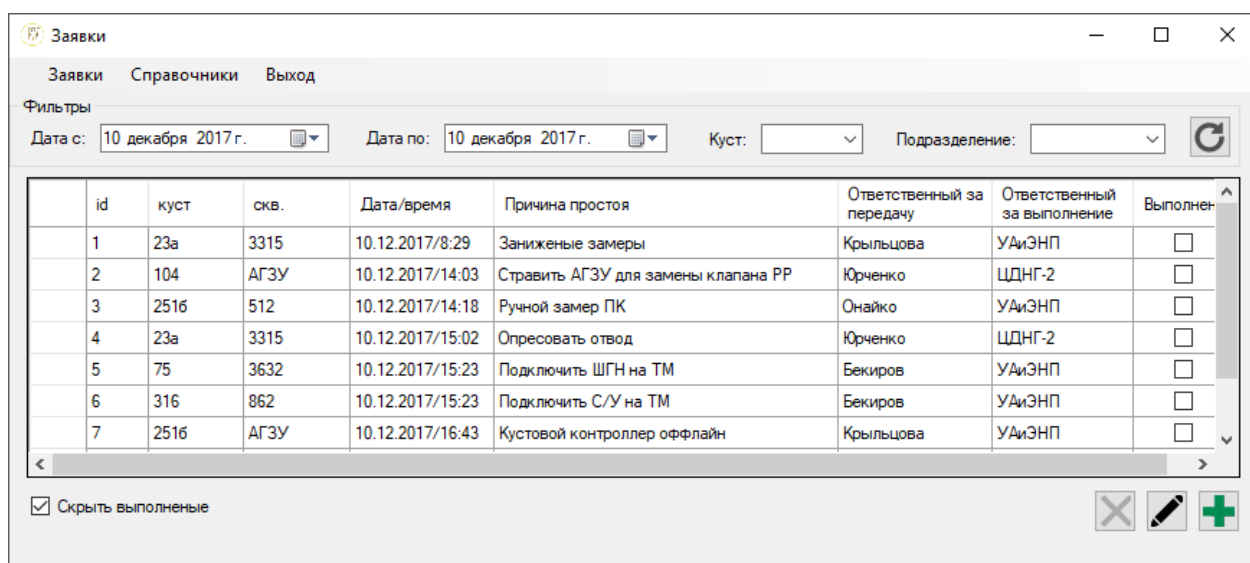 Заявки
Заявки Справочники Выход
Фильтры
Дата с: 10 декабря 2017 г. Дата по: 10 декабря 2017 г. Куст: Подразделение:
id куст скв. Дата/время Причина простоя Ответственный за передачу Ответственный за выполнение Выполнен
1 23а 3315 10.12.2017/8:29 Заниженые замеры Крыльцова УАиЭНП
2 104 АГЗУ 10.12.2017/14:03 Стравить АГЗУ для замены клапана РР Юрченко ЦДНГ-2
3 251б 512 10.12.2017/14:18 Ручной замер ПК Онайко УАиЭНП
4 23а 3315 10.12.2017/15:02 Опресовать отвод Юрченко ЦДНГ-2
5 75 3632 10.12.2017/15:23 Подключить ШГН на ТМ Бекиров УАиЭНП
6 316 862 10.12.2017/15:23 Подключить С/У на ТМ Бекиров УАиЭНП
7 251б АГЗУ 10.12.2017/16:43 Кустовой контроллер оффлайн Крыльцова УАиЭНП
Скрыть выполненые